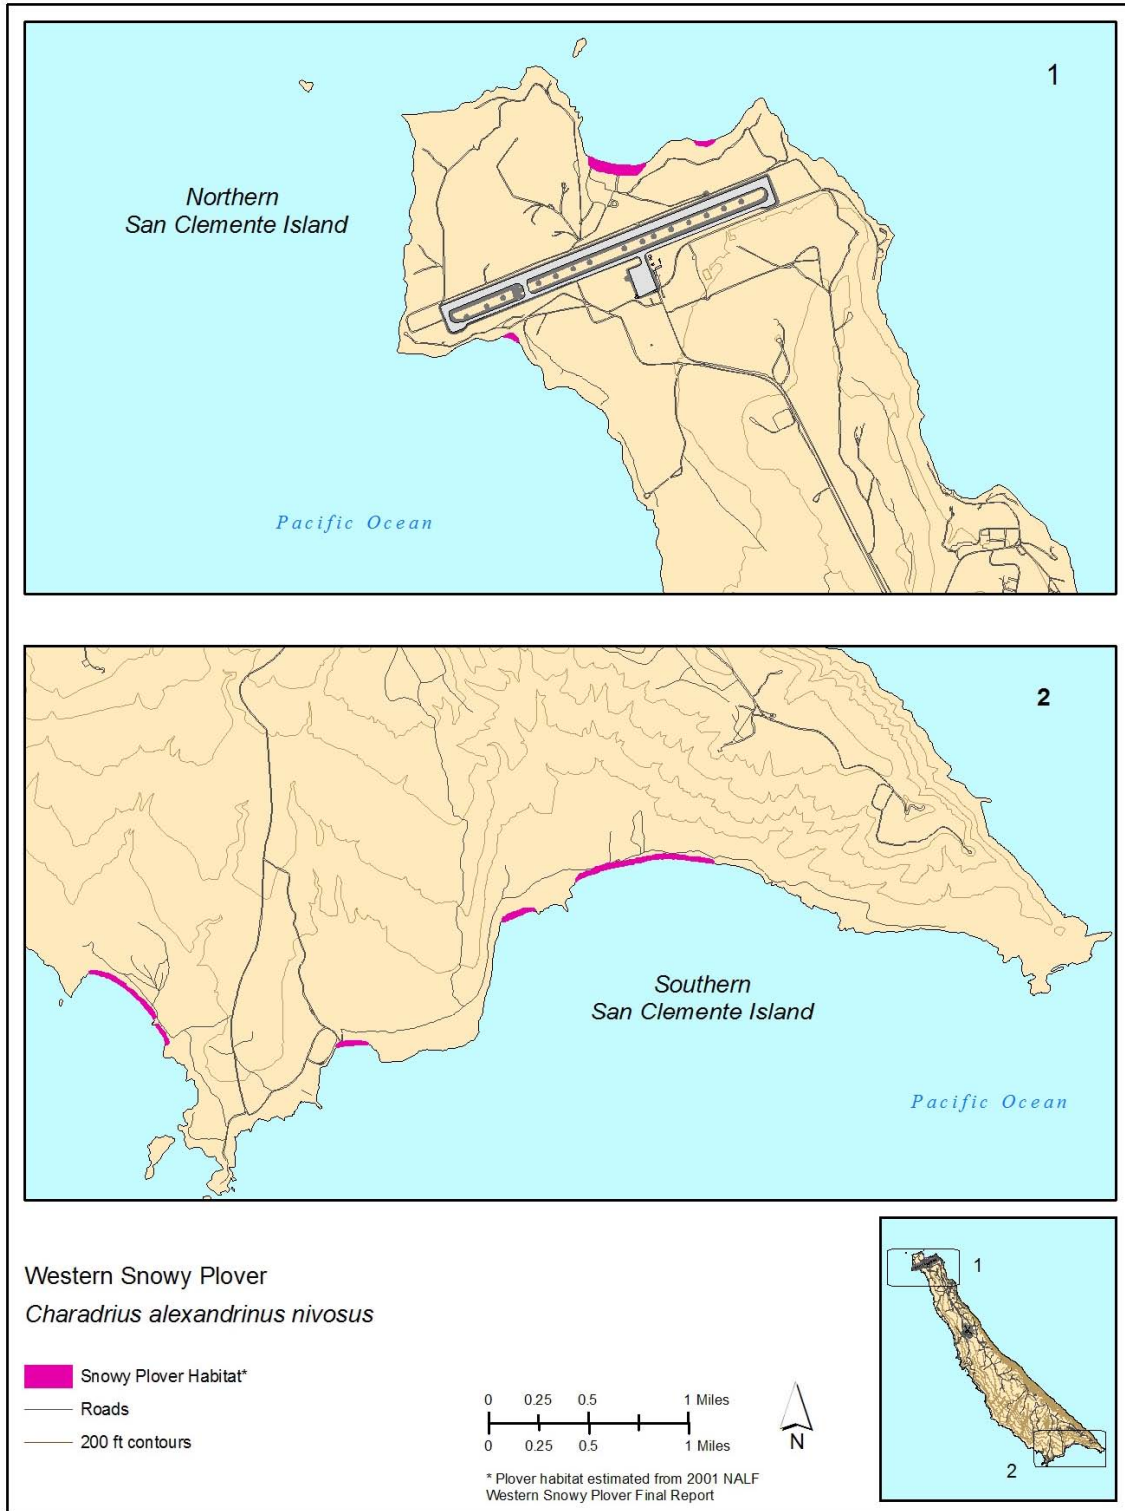 1
Northern
San Clemente Island
Pacific Ocean
2
Southern
San Clemente Island
Pacific Ocean
Western Snowy Plover
Charadrius alexandrinus nivosus
Snowy Plover Habitat*
Roads
200 ft contours
0 0.25 0.5 1 Miles
0 0.25 0.5 1 Miles
N
* Plover habitat estimated from 2001 NALF
Western Snowy Plover Final Report
1
2